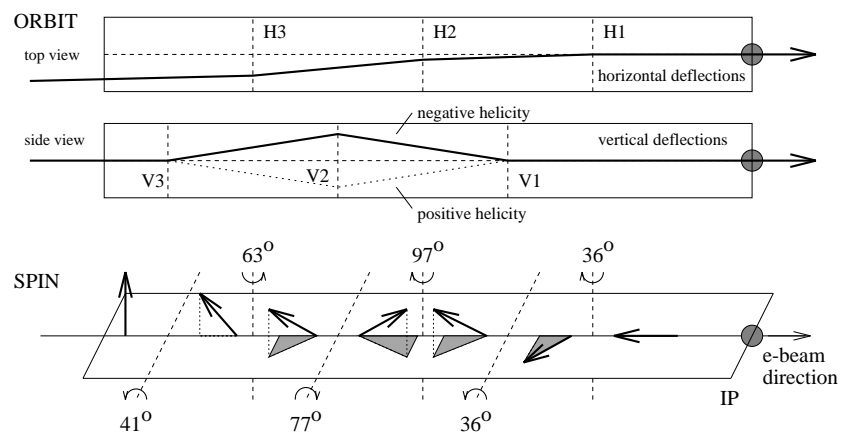 ORBIT
H3 H2 H1
top view
horizontal deflections
negative helicity
side view
vertical deflections
V3 V2 V1
positive helicity
63° 97° 36°
SPIN
e-beam
direction
IP
41° 77° 36°